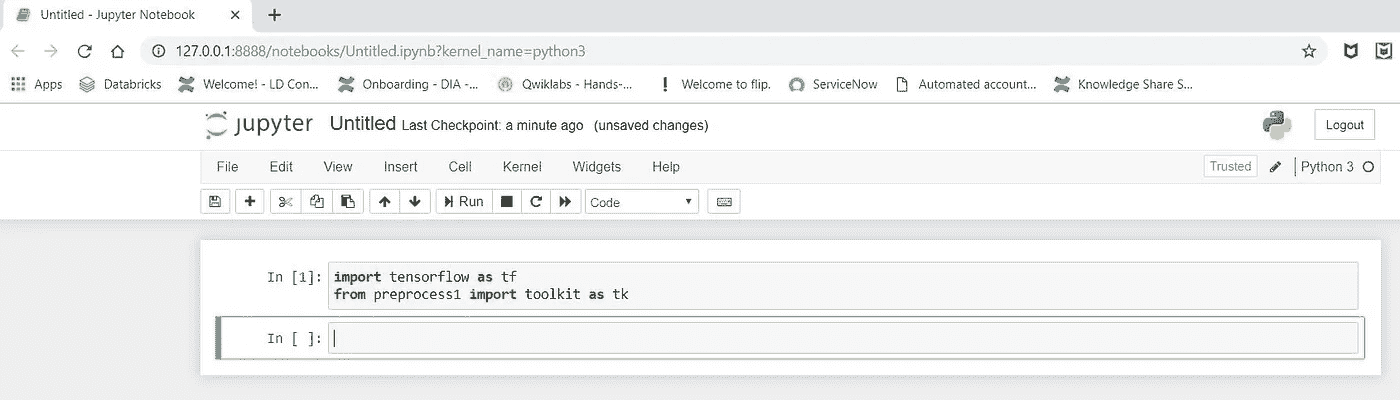 Untitled - Jupyter Notebook
127.0.0.1:8888/notebooks/Untitled.ipynb?kernel_name=python3
Apps Databricks Welcome! - LD Con... Onboarding - DIA -... Qwiklabs - Hands-... Welcome to flip. ServiceNow Automated account... Knowledge Share S...
jupyter Untitled Last Checkpoint: a minute ago (unsaved changes) Logout
File Edit View Insert Cell Kernel Widgets Help Trusted Python 3
Run Code
In [1]: import tensorflow as tf
from preprocess1 import toolkit as tk
In [ ]: